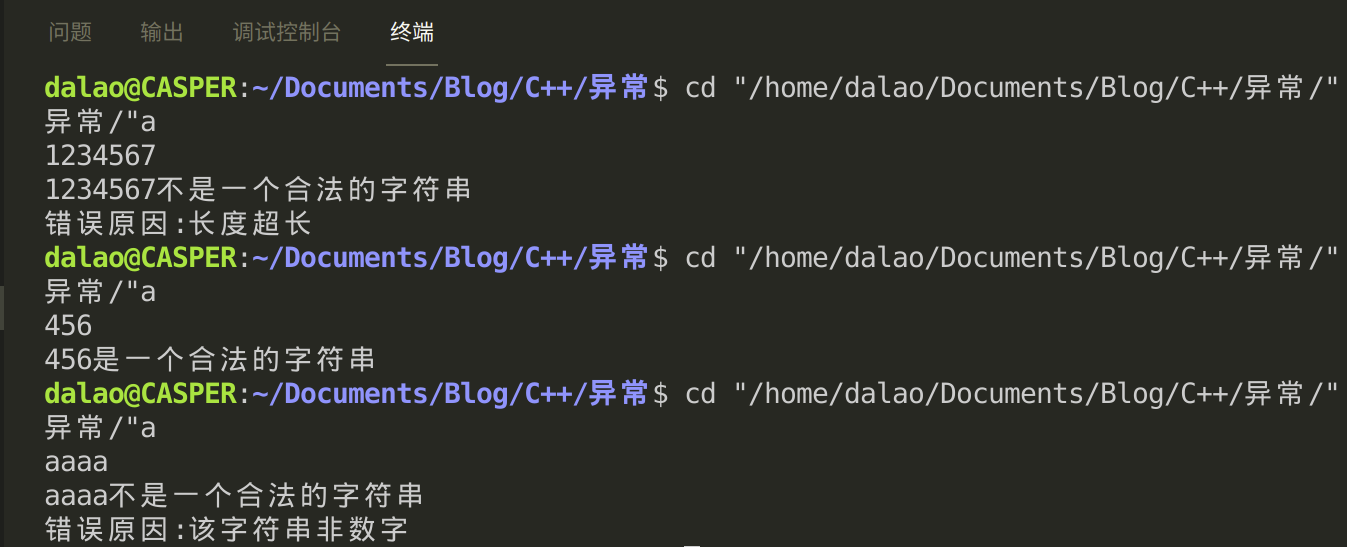 问题 输出 调试控制台 终端
dalao@CASPER:~/Documents/Blog/C++/异常$ cd "/home/dalao/Documents/Blog/C++/异常/"
异常/"a
1234567
1234567不是一个合法的字符串
错误原因:长度超长
dalao@CASPER:~/Documents/Blog/C++/异常$ cd "/home/dalao/Documents/Blog/C++/异常/"
异常/"a
456
456是一个合法的字符串
dalao@CASPER:~/Documents/Blog/C++/异常$ cd "/home/dalao/Documents/Blog/C++/异常/"
异常/"a
aaaa
aaaa不是一个合法的字符串
错误原因:该字符串非数字